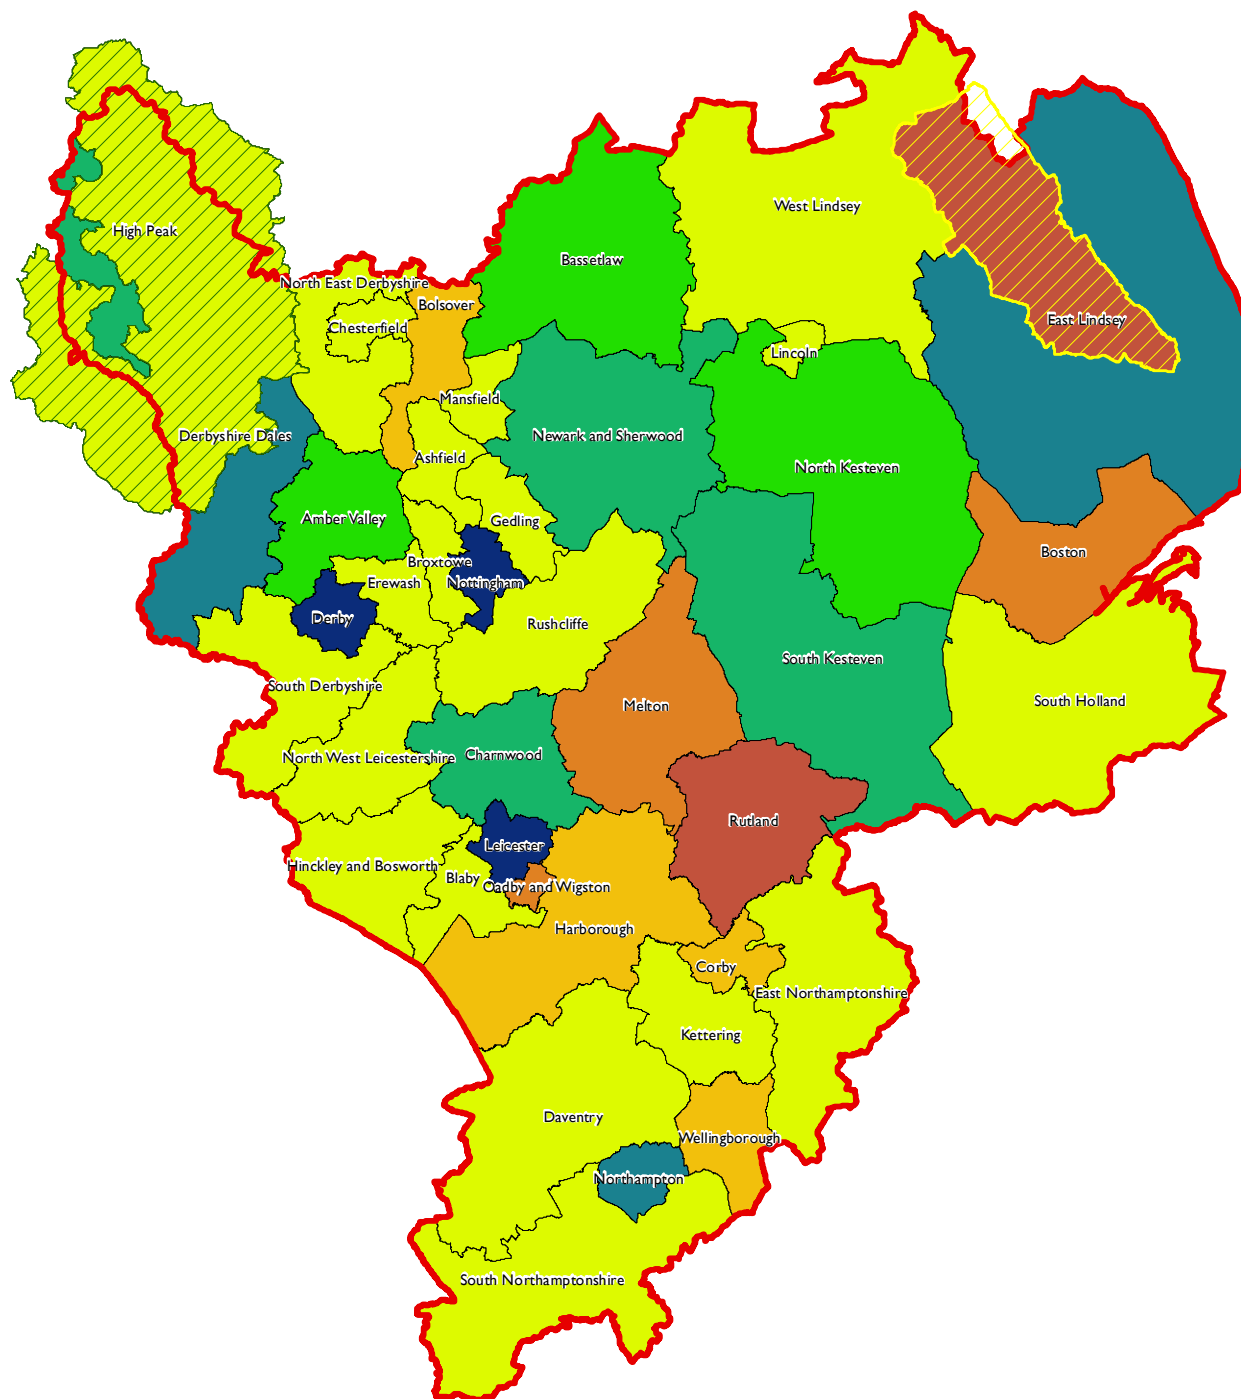 West Lindsey
High Peak
Bassetlaw
North East Derbyshire
Bolsover
East Lindsey
Chesterfield
Lincoln
Mansfield
Derbyshire Dales
Newark and Sherwood
Ashfield
North Kesteven
Amber Valley
Gedling
Boston
Broxtowe
Erewash
Nottingham
Derby
Rushcliffe
South Kesteven
South Derbyshire
South Holland
Melton
North West Leicestershire
Charnwood
Rutland
Leicester
Hinckley and Bosworth
Blaby
Oadby and Wigston
Harborough
Corby
East Northamptonshire
Kettering
Daventry
Wellingborough
Northampton
South Northamptonshire